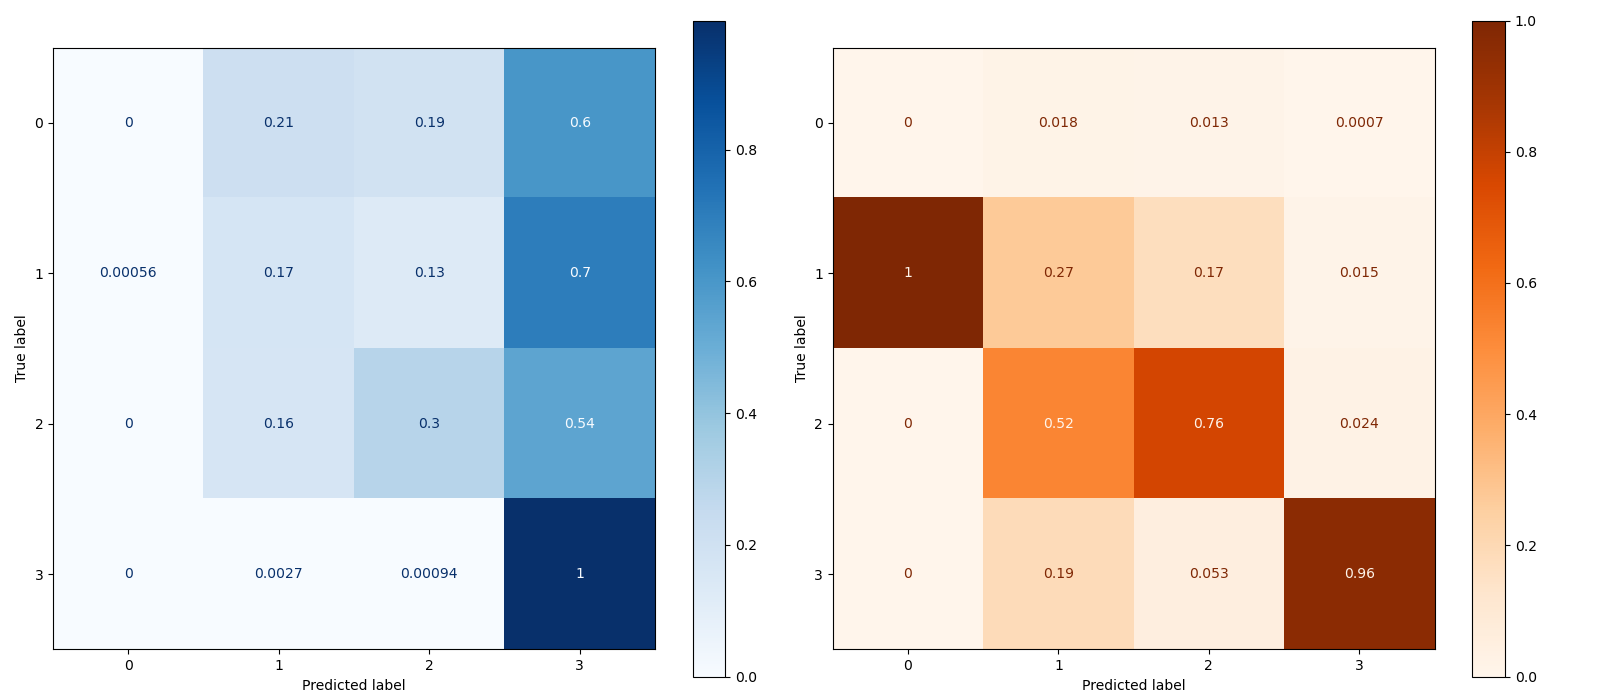 0 0 0.21 0.19 0.6
1 0.00056 0.17 0.13 0.7
2 0 0.16 0.3 0.54
3 0 0.0027 0.00094 1
0 1 2 3
True label
Predicted label
0.8
0.6
0.4
0.2
0.0
0 0 0.018 0.013 0.0007
1 1 0.27 0.17 0.015
2 0 0.52 0.76 0.024
3 0 0.19 0.053 0.96
0 1 2 3
True label
Predicted label
1.0
0.8
0.6
0.4
0.2
0.0